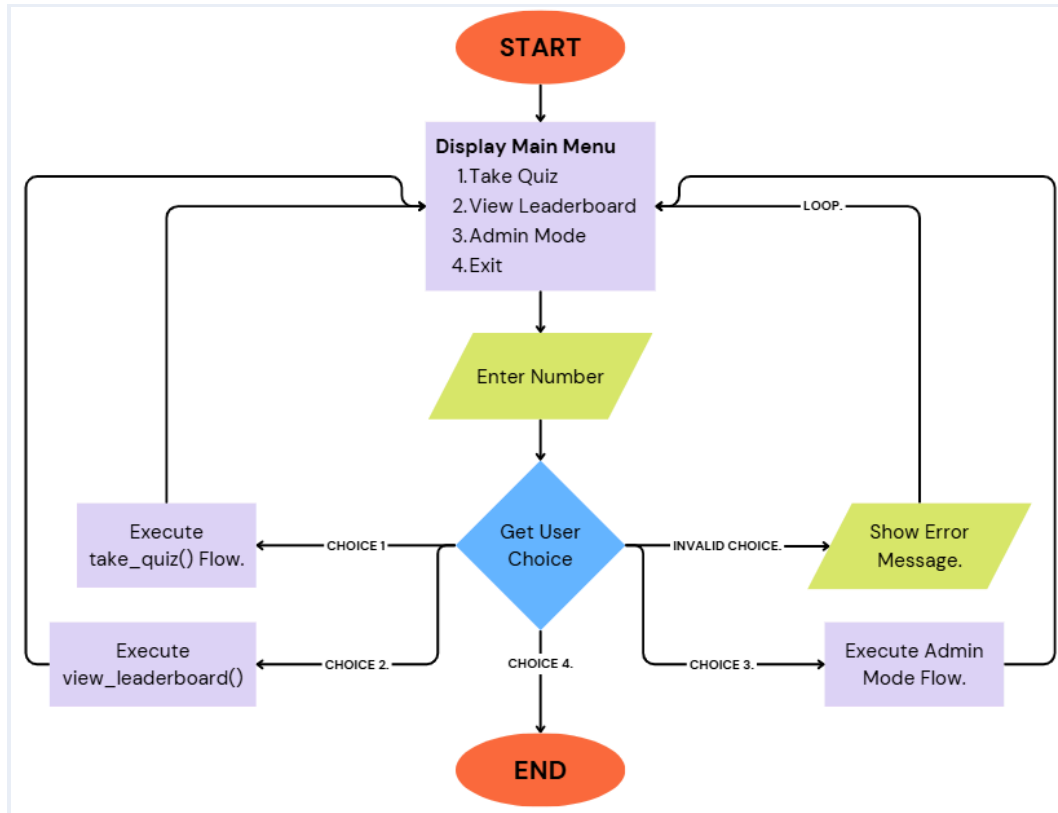 START
Display Main Menu
1.Take Quiz
2.View Leaderboard
3.Admin Mode
4.Exit
LOOP.
Enter Number
Execute
take_quiz() Flow.
CHOICE 1
Get User
Choice
INVALID CHOICE.
Show Error
Message.
Execute
view_leaderboard()
CHOICE 2.
CHOICE 4.
CHOICE 3.
Execute Admin
Mode Flow.
END